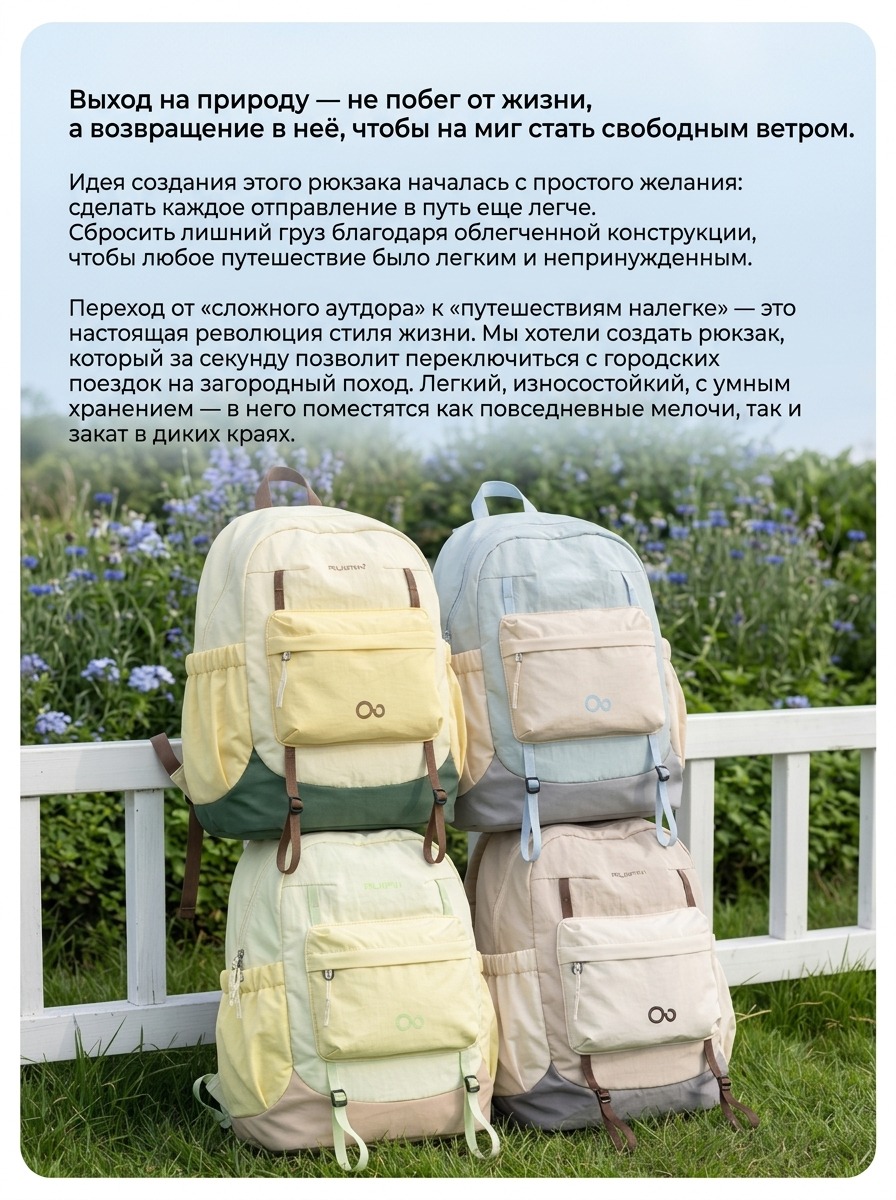 Выход на природу — не побег от жизни,
а возвращение в неё, чтобы на миг стать свободным ветром.
Идея создания этого рюкзака началась с простого желания:
сделать каждое отправление в путь еще легче.
Сбросить лишний груз благодаря облегченной конструкции,
чтобы любое путешествие было легким и непринужденным.
Переход от «сложного аутдора» к «путешествиям налегке» — это
настоящая революция стиля жизни. Мы хотели создать рюкзак,
который за секунду позволит переключиться с городских
поездок на загородный поход. Легкий, износостойкий, с умным
хранением — в него поместятся как повседневные мелочи, так и
закат в диких краях.